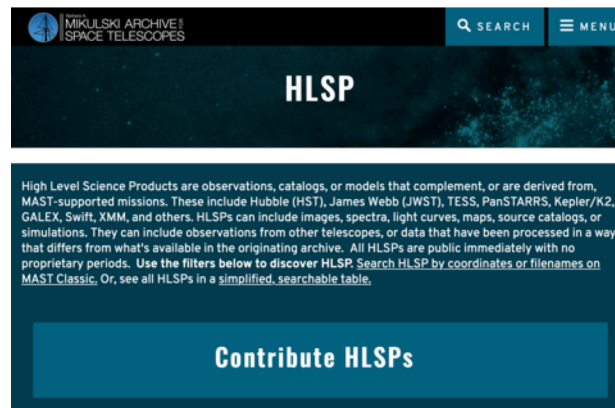 MIKULSKI ARCHIVE
SPACE TELESCOPES
SEARCH
MENU
HLSP
High Level Science Products are observations, catalogs, or models that complement, or are derived from,
MAST-supported missions. These include Hubble (HST), James Webb (JWST), TESS, PanSTARRS, Kepler/K2,
GALEX, Swift, XMM, and others. HLSPs can include images, spectra, light curves, maps, source catalogs, or
simulations. They can include observations from other telescopes, or data that have been processed in a way
that differs from what's available in the originating archive. All HLSPs are public immediately with no
proprietary periods. Use the filters below to discover HLSP. Search HLSP by coordinates or filenames on
MAST Classic. Or, see all HLSPs in a simplified, searchable table.
Contribute HLSPs